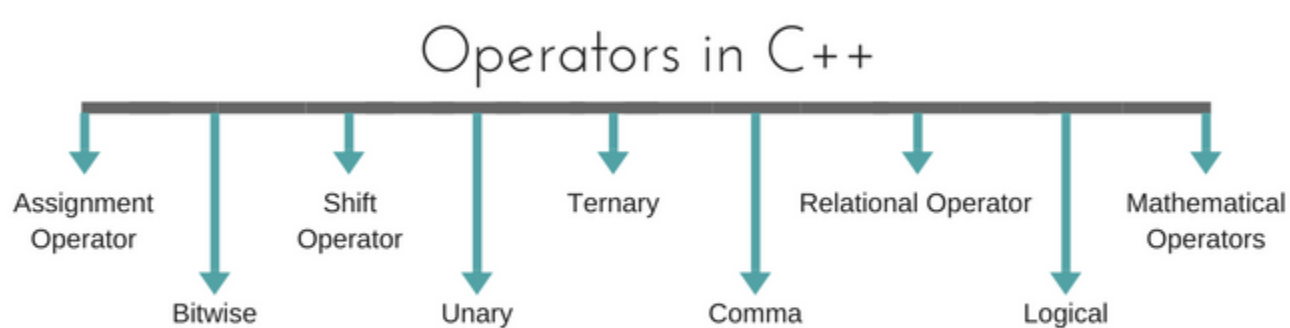 Operators in C++
Assignment
Operator
Shift
Operator
Ternary
Relational Operator
Mathematical
Operators
Bitwise
Unary
Comma
Logical